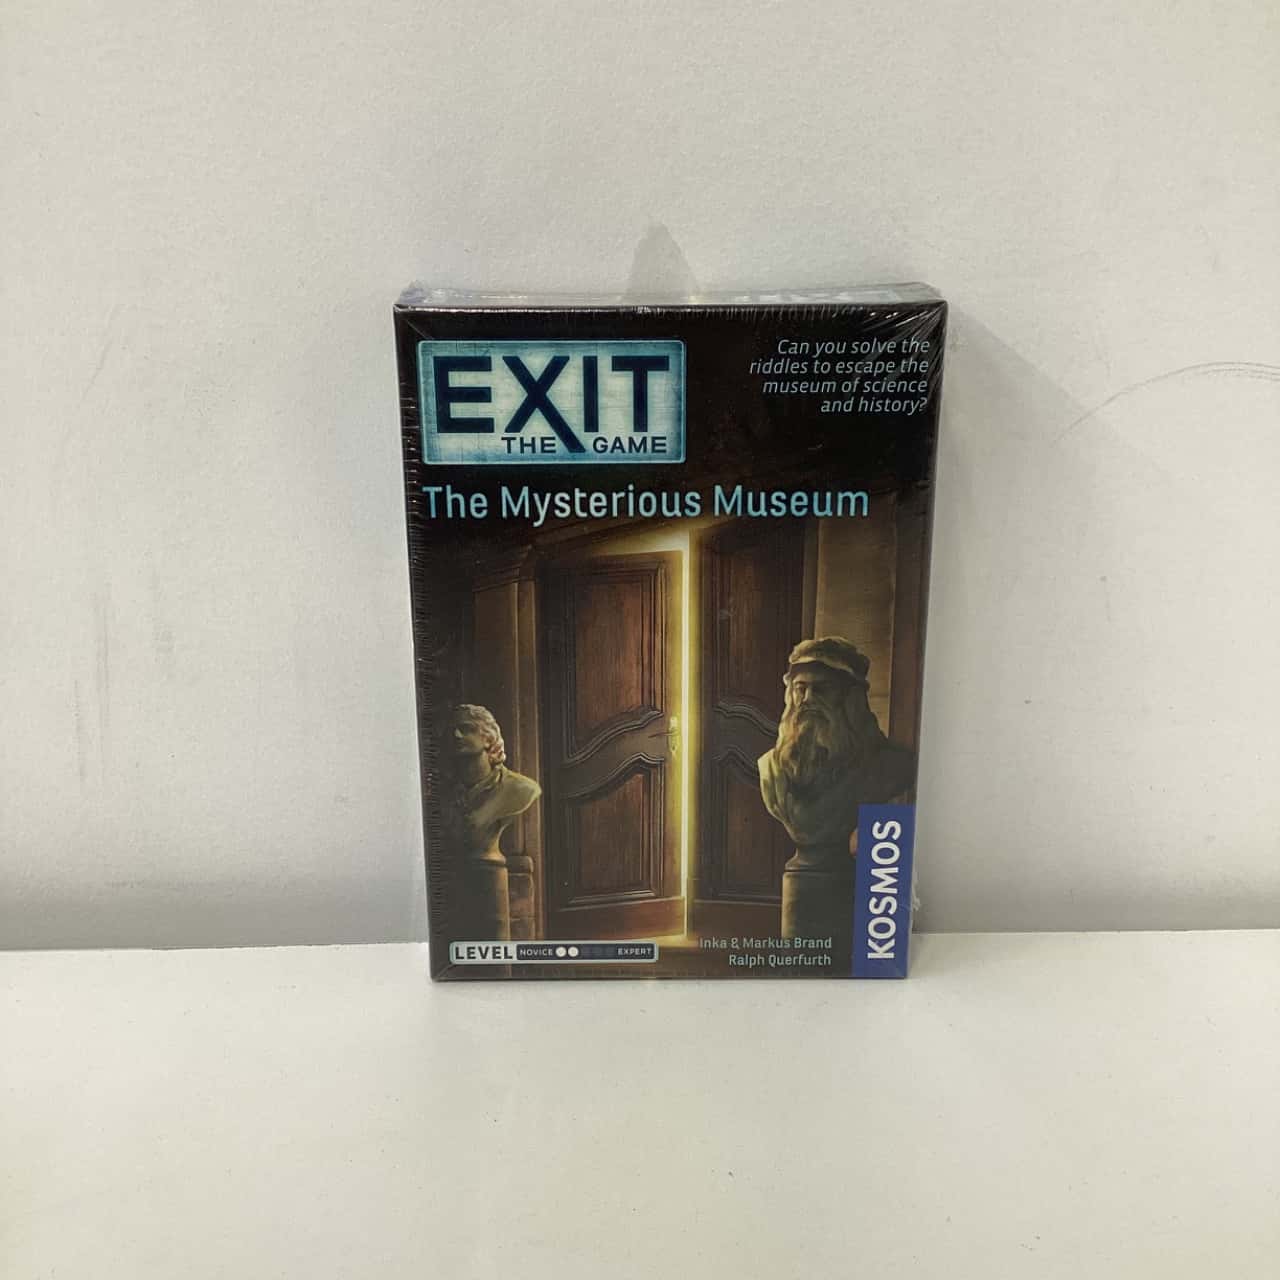 EXIT
THE GAME
Can you solve the
riddles to escape the
museum of science
and history?
The Mysterious Museum
KOSMOS
LEVEL NOVICE EXPERT
Inka & Markus Brand
Ralph Querfurth